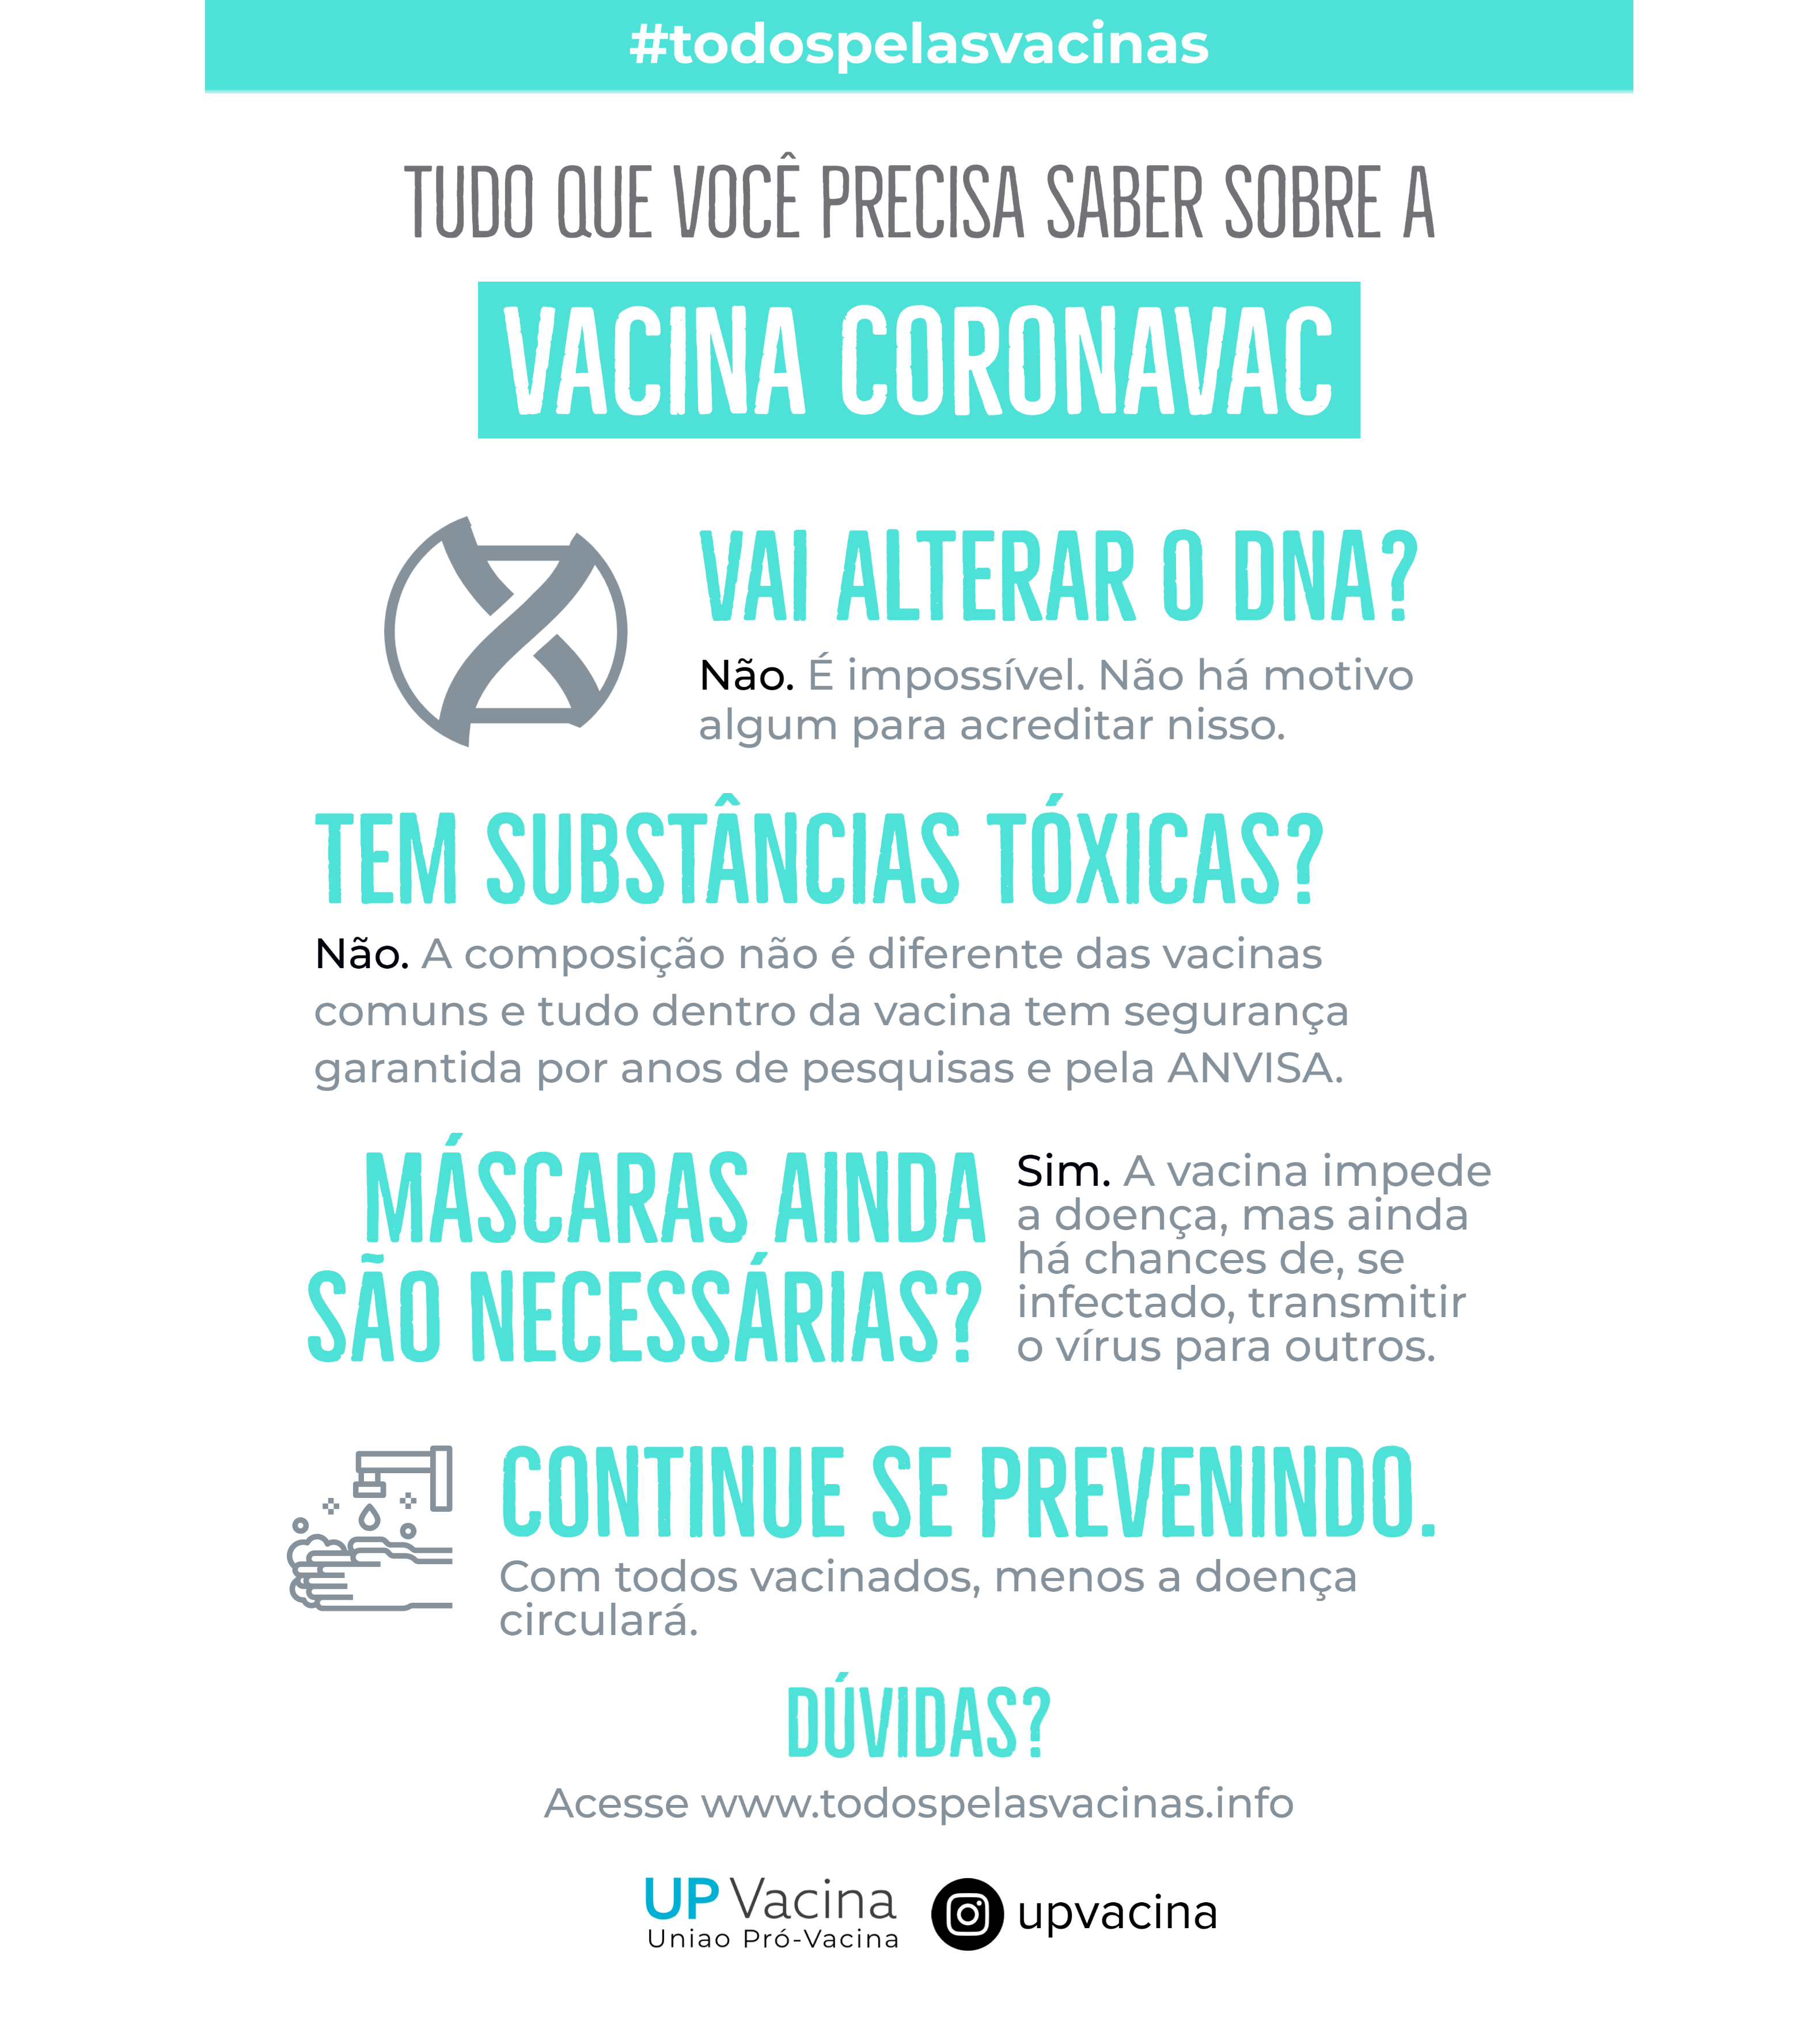 #todospelasvacinas
TUDO QUE VOCÊ PRECISA SABER SOBRE A
VACINA CORONAVAC
VAI ALTERAR O DNA?
Não. É impossível. Não há motivo
algum para acreditar nisso.
TEM SUBSTÂNCIAS TÓXICAS?
Não. A composição não é diferente das vacinas
comuns e tudo dentro da vacina tem segurança
garantida por anos de pesquisas e pela ANVISA.
MÁSCARAS AINDA
SÃO NECESSÁRIAS?
Sim. A vacina impede
a doença, mas ainda
há chances de, se
infectado, transmitir
o vírus para outros.
CONTINUE SE PREVENINDO.
Com todos vacinados, menos a doença
circulará.
DÚVIDAS?
Acesse www.todospelasvacinas.info
UP Vacina
Uniao Pró-Vacina
upvacina